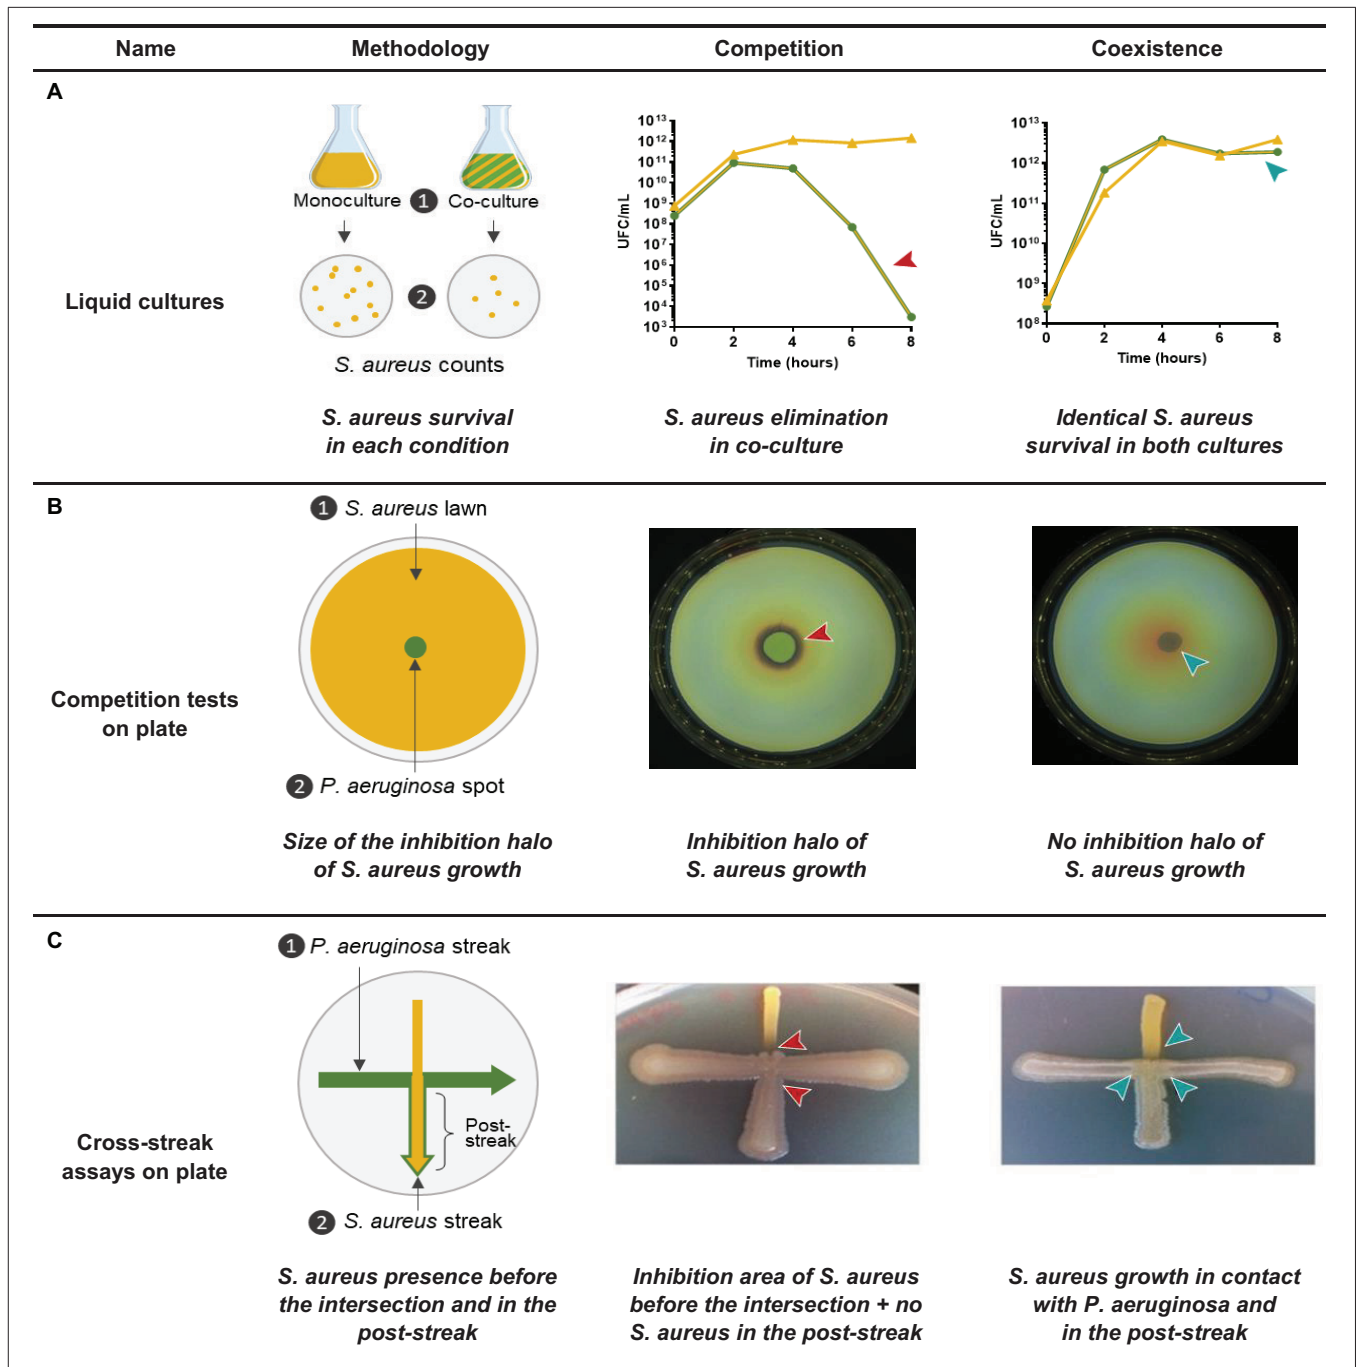 Name Methodology Competition Coexistence
A
Liquid cultures
Monoculture 1 Co-culture
2
S. aureus counts
S. aureus survival
in each condition
10¹³
10¹²
10¹¹
10¹⁰
10⁹
10⁸
10⁷
10⁶
10⁵
10⁴
10³
UFC/mL
0 2 4 6 8
Time (hours)
S. aureus elimination
in co-culture
10¹³
10¹²
10¹¹
10¹⁰
10⁹
10⁸
UFC/mL
0 2 4 6 8
Time (hours)
Identical S. aureus
survival in both cultures
B
Competition tests
on plate
1 S. aureus lawn
2 P. aeruginosa spot
Size of the inhibition halo
of S. aureus growth
Inhibition halo of
S. aureus growth
No inhibition halo of
S. aureus growth
C
Cross-streak
assays on plate
1 P. aeruginosa streak
Post-
streak
2 S. aureus streak
S. aureus presence before
the intersection and in the
post-streak
Inhibition area of S. aureus
before the intersection + no
S. aureus in the post-streak
S. aureus growth in contact
with P. aeruginosa and
in the post-streak